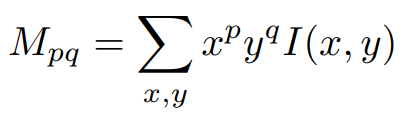 M_{pq} = \sum_{x,y} x^p y^q I(x, y)